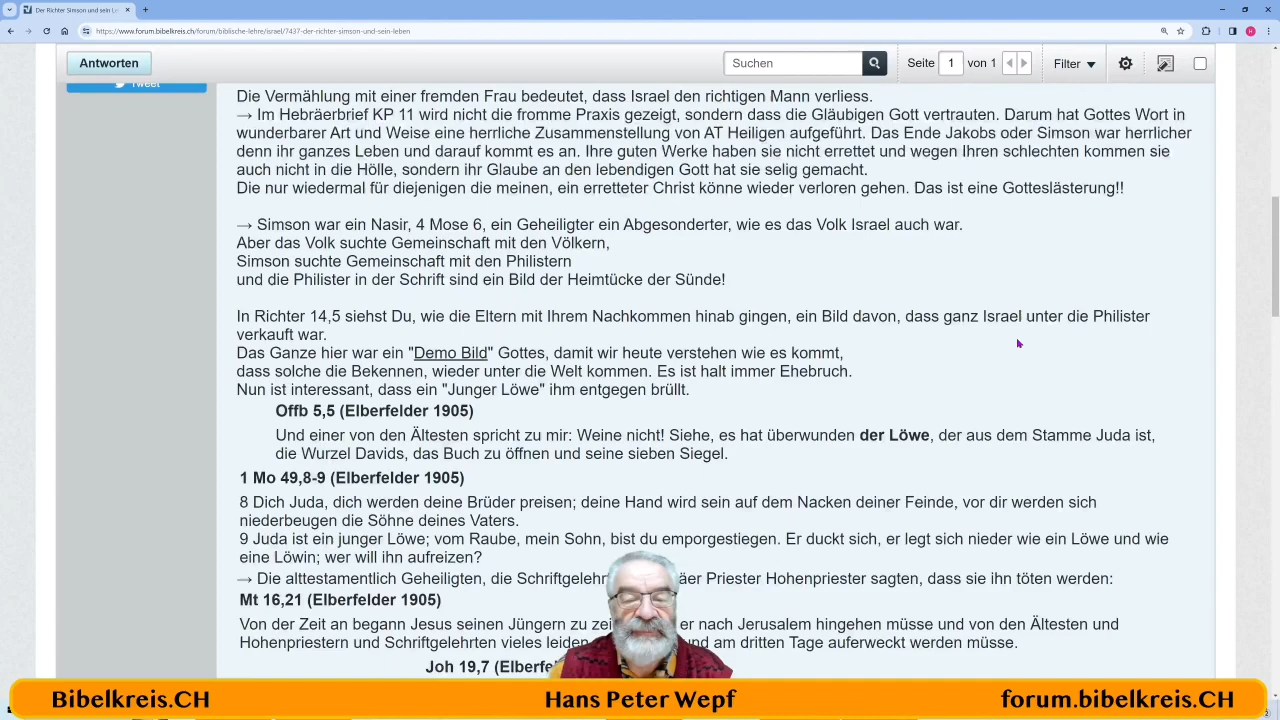 Der Richter Simson und sein Le
https://www.forum.bibelkreis.ch/forum/biblische-lehre/israel/7437-der-richter-simson-und-sein-leben
Antworten
Suchen
Seite 1 von 1
Filter
Tweet
Die Vermählung mit einer fremden Frau bedeutet, dass Israel den richtigen Mann verliess.
→ Im Hebräerbrief KP 11 wird nicht die fromme Praxis gezeigt, sondern dass die Gläubigen Gott vertrauten. Darum hat Gottes Wort in
wunderbarer Art und Weise eine herrliche Zusammenstellung von AT Heiligen aufgeführt. Das Ende Jakobs oder Simson war herrlicher
denn ihr ganzes Leben und darauf kommt es an. Ihre guten Werke haben sie nicht errettet und wegen Ihren schlechten kommen sie
auch nicht in die Hölle, sondern ihr Glaube an den lebendigen Gott hat sie selig gemacht.
Die nur wiedermal für diejenigen die meinen, ein erretteter Christ könne wieder verloren gehen. Das ist eine Gotteslästerung!!
→ Simson war ein Nasir, 4 Mose 6, ein Geheiligter ein Abgesonderter, wie es das Volk Israel auch war.
Aber das Volk suchte Gemeinschaft mit den Völkern,
Simson suchte Gemeinschaft mit den Philistern
und die Philister in der Schrift sind ein Bild der Heimtücke der Sünde!
In Richter 14,5 siehst Du, wie die Eltern mit Ihrem Nachkommen hinab gingen, ein Bild davon, dass ganz Israel unter die Philister
verkauft war.
Das Ganze hier war ein "Demo Bild" Gottes, damit wir heute verstehen wie es kommt,
dass solche die Bekennen, wieder unter die Welt kommen. Es ist halt immer Ehebruch.
Nun ist interessant, dass ein "Junger Löwe" ihm entgegen brüllt.
Offb 5,5 (Elberfelder 1905)
Und einer von den Ältesten spricht zu mir: Weine nicht! Siehe, es hat überwunden der Löwe, der aus dem Stamme Juda ist,
die Wurzel Davids, das Buch zu öffnen und seine sieben Siegel.
1 Mo 49,8-9 (Elberfelder 1905)
8 Dich Juda, dich werden deine Brüder preisen; deine Hand wird sein auf dem Nacken deiner Feinde, vor dir werden sich
niederbeugen die Söhne deines Vaters.
9 Juda ist ein junger Löwe; vom Raube, mein Sohn, bist du emporgestiegen. Er duckt sich, er legt sich nieder wie ein Löwe und wie
eine Löwin; wer will ihn aufreizen?
→ Die alttestamentlich Geheiligten, die Schriftgelehr äer Priester Hohenpriester sagten, dass sie ihn töten werden:
Mt 16,21 (Elberfelder 1905)
Von der Zeit an begann Jesus seinen Jüngern zu zei er nach Jerusalem hingehen müsse und von den Ältesten und
Hohenpriestern und Schriftgelehrten vieles leiden und am dritten Tage auferweckt werden müsse.
Joh 19,7 (Elberfe
Bibelkreis.CH
Hans Peter Wepf
forum.bibelkreis.CH